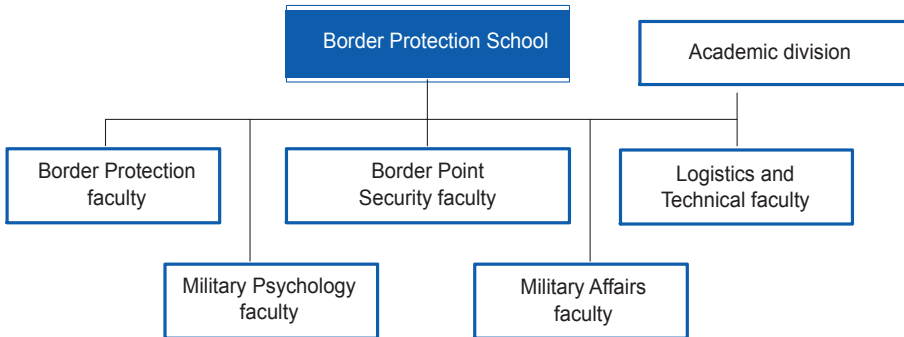 Border Protection School
Academic division
Border Protection
faculty
Border Point
Security faculty
Logistics and
Technical faculty
Military Psychology
faculty
Military Affairs
faculty